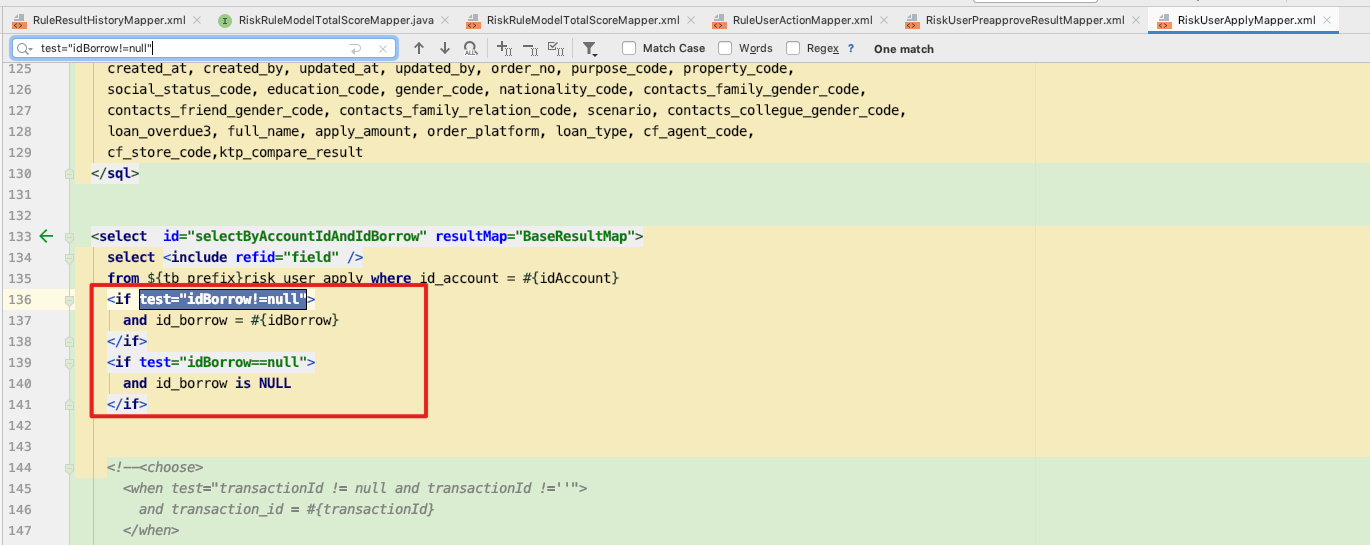 RuleResultHistoryMapper.xml RiskRuleModelTotalScoreMapper.java RiskRuleModelTotalScoreMapper.xml RuleUserActionMapper.xml RiskUserPreapproveResultMapper.xml RiskUserApplyMapper.xml
test="idBorrow!=null" Match Case Words Regex ? One match
125 created_at, created_by, updated_at, updated_by, order_no, purpose_code, property_code,
126 social_status_code, education_code, gender_code, nationality_code, contacts_family_gender_code,
127 contacts_friend_gender_code, contacts_family_relation_code, scenario, contacts_collegue_gender_code,
128 loan_overdue3, full_name, apply_amount, order_platform, loan_type, cf_agent_code,
129 cf_store_code,ktp_compare_result
130 </sql>
131
132
133 <select id="selectByAccountIdAndIdBorrow" resultMap="BaseResultMap">
134 select <include refid="field" />
135 from ${tb_prefix}risk_user_apply where id_account = #{idAccount}
136 <if test="idBorrow!=null">
137 and id_borrow = #{idBorrow}
138 </if>
139 <if test="idBorrow==null">
140 and id_borrow is NULL
141 </if>
142
143
144 <!--<choose>
145 <when test="transactionId != null and transactionId !=''">
146 and transaction_id = #{transactionId}
147 </when>